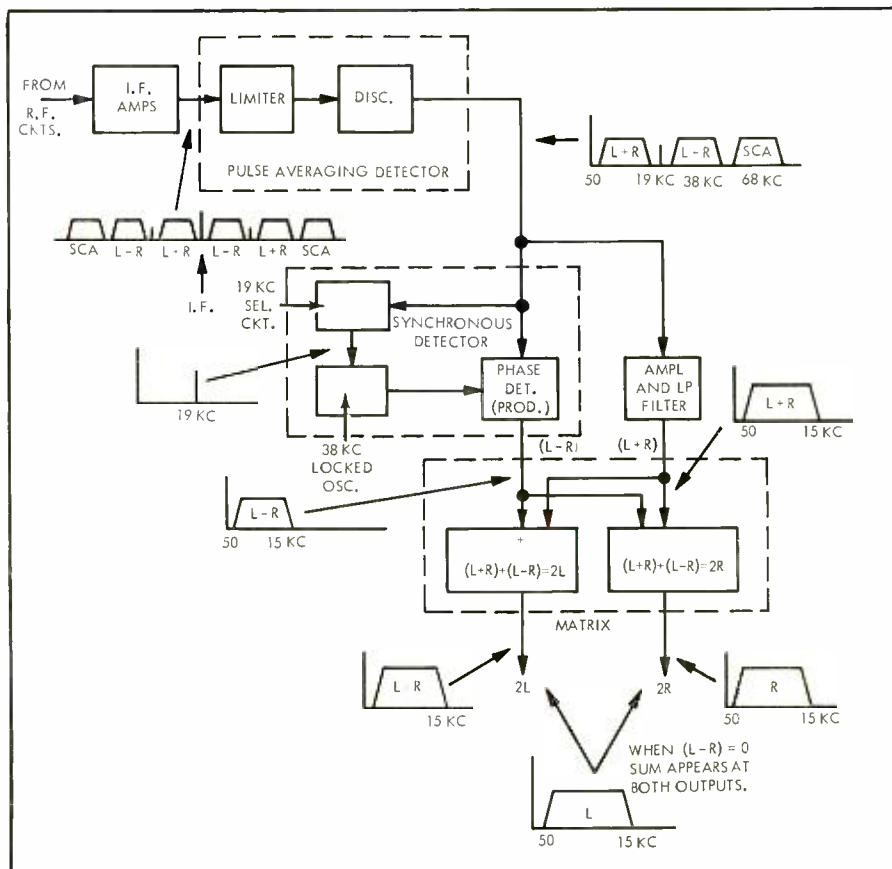 FROM
R.F.
CKTS.
I.F.
AMPS
LIMITER
DISC.
PULSE AVERAGING DETECTOR
L+R
L-R
SCA
50
19 KC
38 KC
68 KC
SCA
L-R
L+R
L-R
L+R
SCA
I.F.
19 KC
SEL.
CKT.
SYNCHRONOUS
DETECTOR
19 KC
38 KC
LOCKED
OSC.
PHASE
DET.
(PROD.)
AMPL
AND LP
FILTER
L+R
50
15 KC
(L-R)
(L+R)
L-R
50
15 KC
+
(L+R)+(L-R)=2L
(L+R)+(L-R)=2R
MATRIX
L R
15 KC
2L
2R
R
50
15 KC
WHEN (L-R) = 0
SUM APPEARS AT
BOTH OUTPUTS.
L
50
15 KC